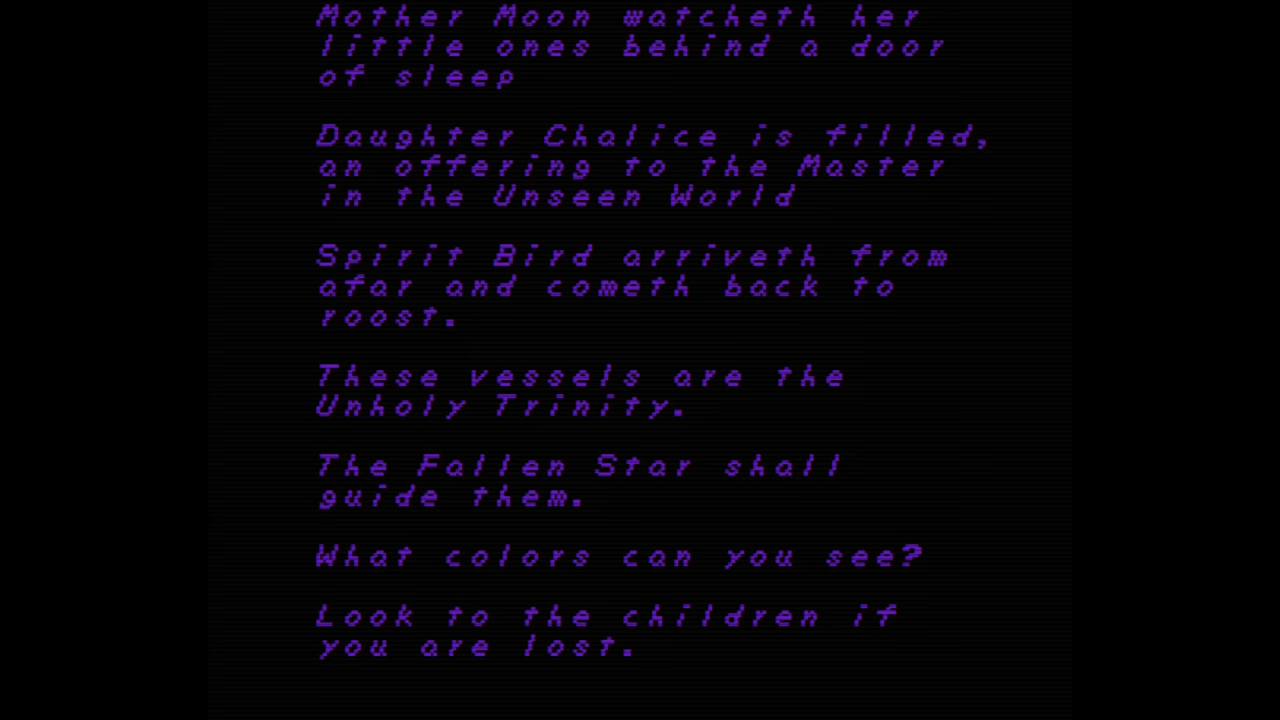 Mother Moon watcheth her
little ones behind a door
of sleep
Daughter Chalice is filled,
an offering to the Master
in the Unseen World
Spirit Bird arriveth from
afar and cometh back to
roost.
These vessels are the
Unholy Trinity.
The Fallen Star shall
guide them.
What colors can you see?
Look to the children if
you are lost.